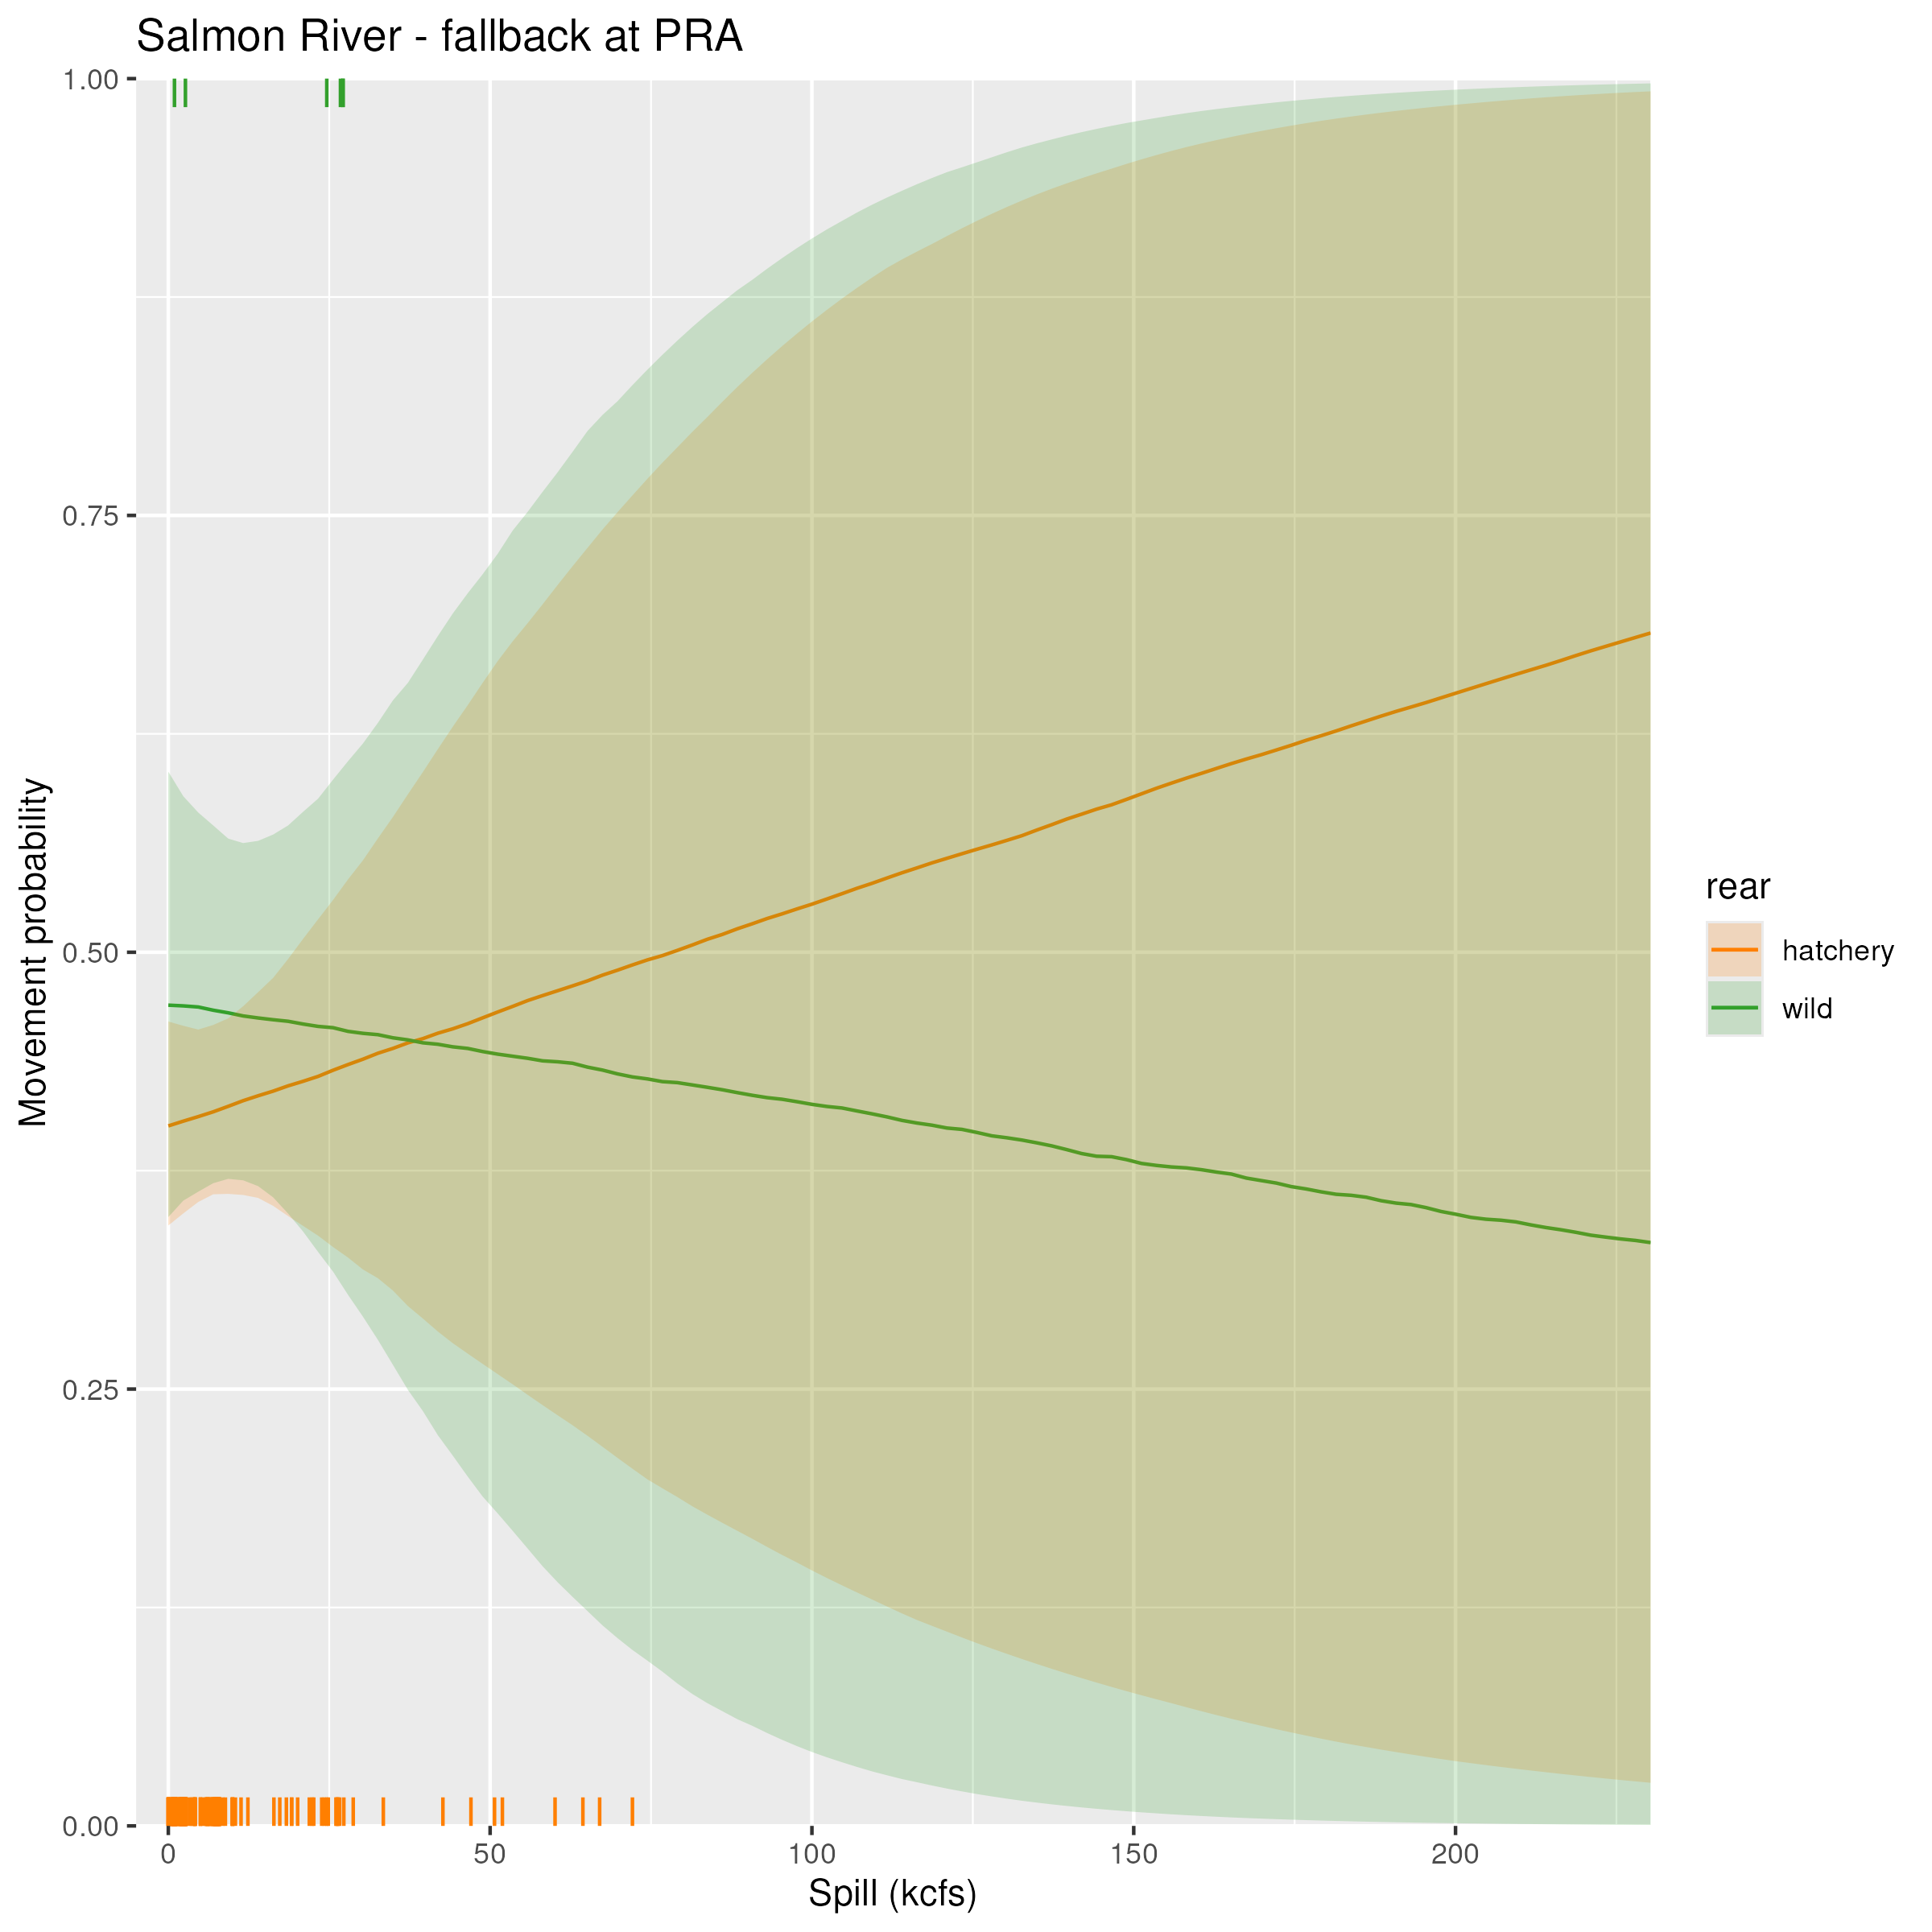 Salmon River - fallback at PRA
Movement probability
1.00
0.75
0.50
0.25
0.00
0
50
100
150
200
Spill (kcfs)
rear
hatchery
wild